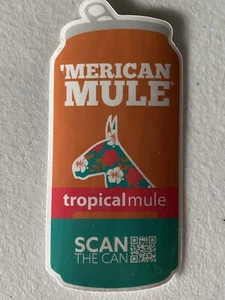 'MERICAN
MULE
tropicalmule
SCAN
THE CAN